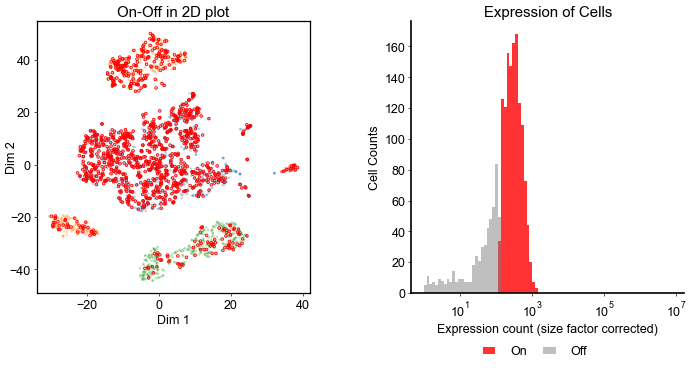 On-Off in 2D plot
40
20
0
−20
−40
Dim 2
−20
0
20
40
Dim 1
Expression of Cells
160
140
120
100
80
60
40
20
0
Cell Counts
10^1
10^3
10^5
10^7
Expression count (size factor corrected)
On
Off